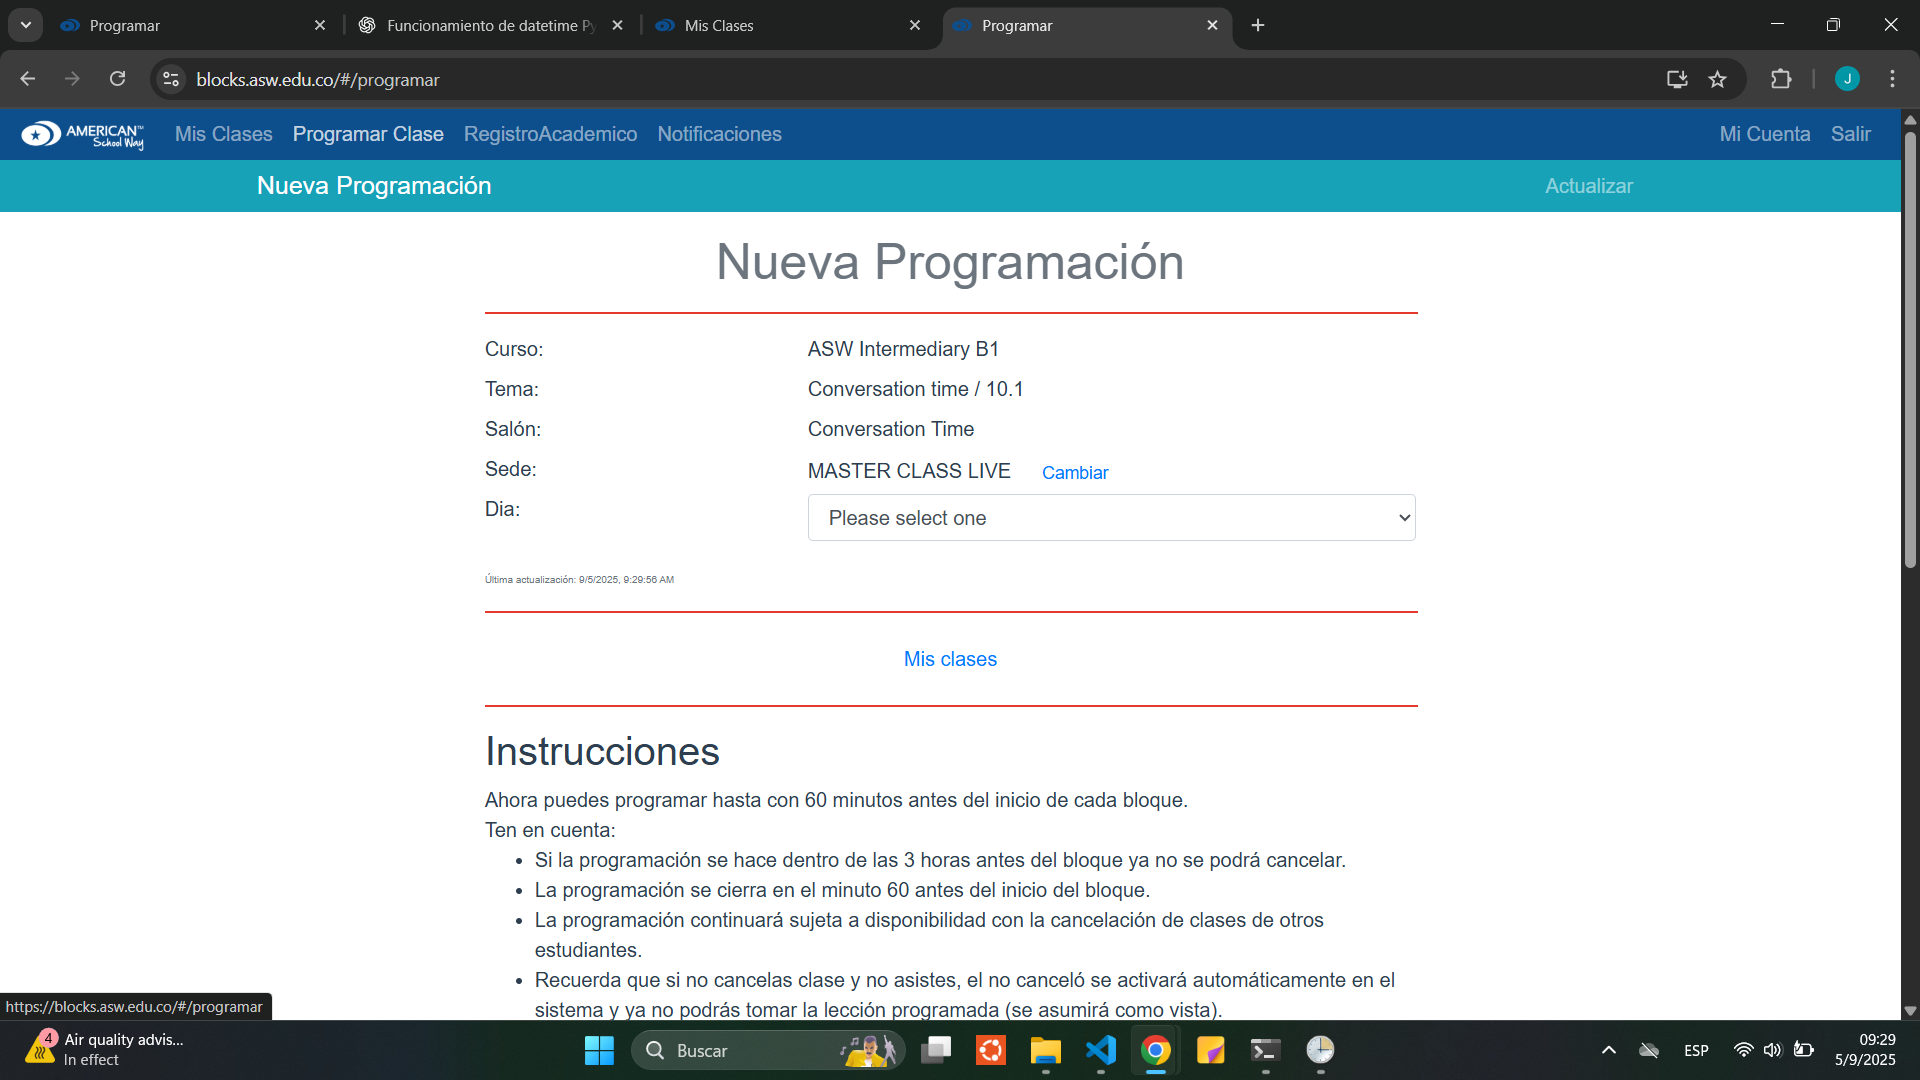 Programar
Funcionamiento de datetime Py
Mis Clases
Programar
blocks.asw.edu.co/#/programar
J
AMERICAN School Way
Mis Clases
Programar Clase
RegistroAcademico
Notificaciones
Mi Cuenta
Salir
Nueva Programación
Actualizar
Nueva Programación
Curso: ASW Intermediary B1
Tema: Conversation time / 10.1
Salón: Conversation Time
Sede: MASTER CLASS LIVE Cambiar
Dia: Please select one
Última actualización: 9/5/2025, 9:29:56 AM
Mis clases
Instrucciones
Ahora puedes programar hasta con 60 minutos antes del inicio de cada bloque.
Ten en cuenta:
Si la programación se hace dentro de las 3 horas antes del bloque ya no se podrá cancelar.
La programación se cierra en el minuto 60 antes del inicio del bloque.
La programación continuará sujeta a disponibilidad con la cancelación de clases de otros
estudiantes.
Recuerda que si no cancelas clase y no asistes, el no canceló se activará automáticamente en el
sistema y ya no podrás tomar la lección programada (se asumirá como vista).
https://blocks.asw.edu.co/#/programar
4
Air quality advis...
In effect
Buscar
ESP
09:29
5/9/2025